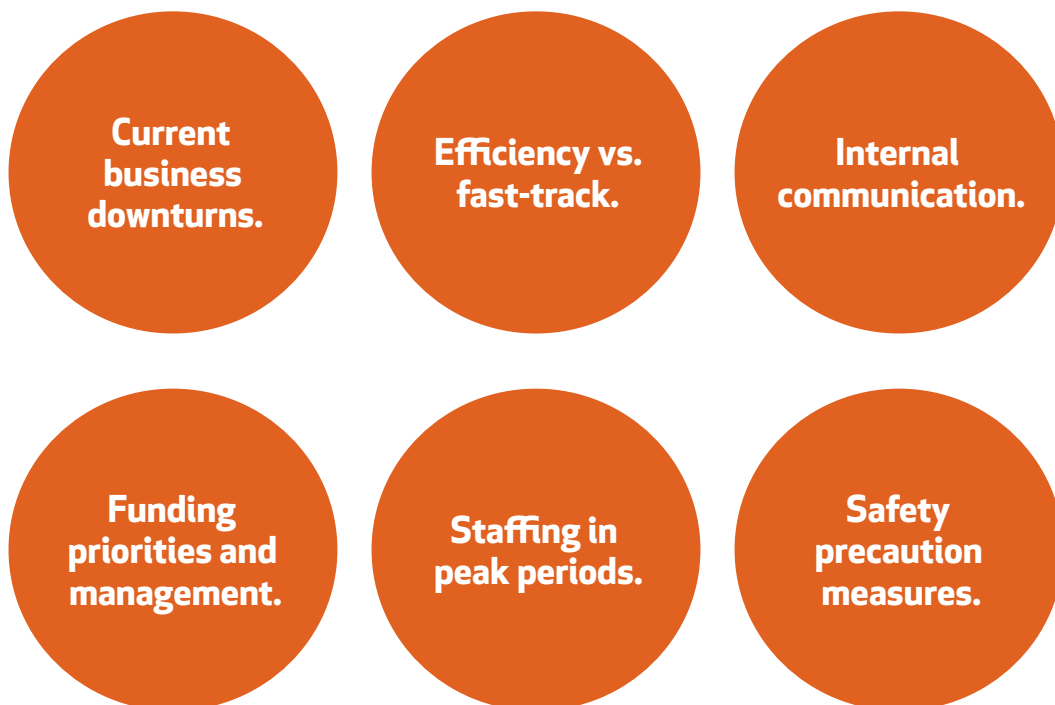 Current
business
downturns.
Efficiency vs.
fast-track.
Internal
communication.
Funding
priorities and
management.
Staffing in
peak periods.
Safety
precaution
measures.